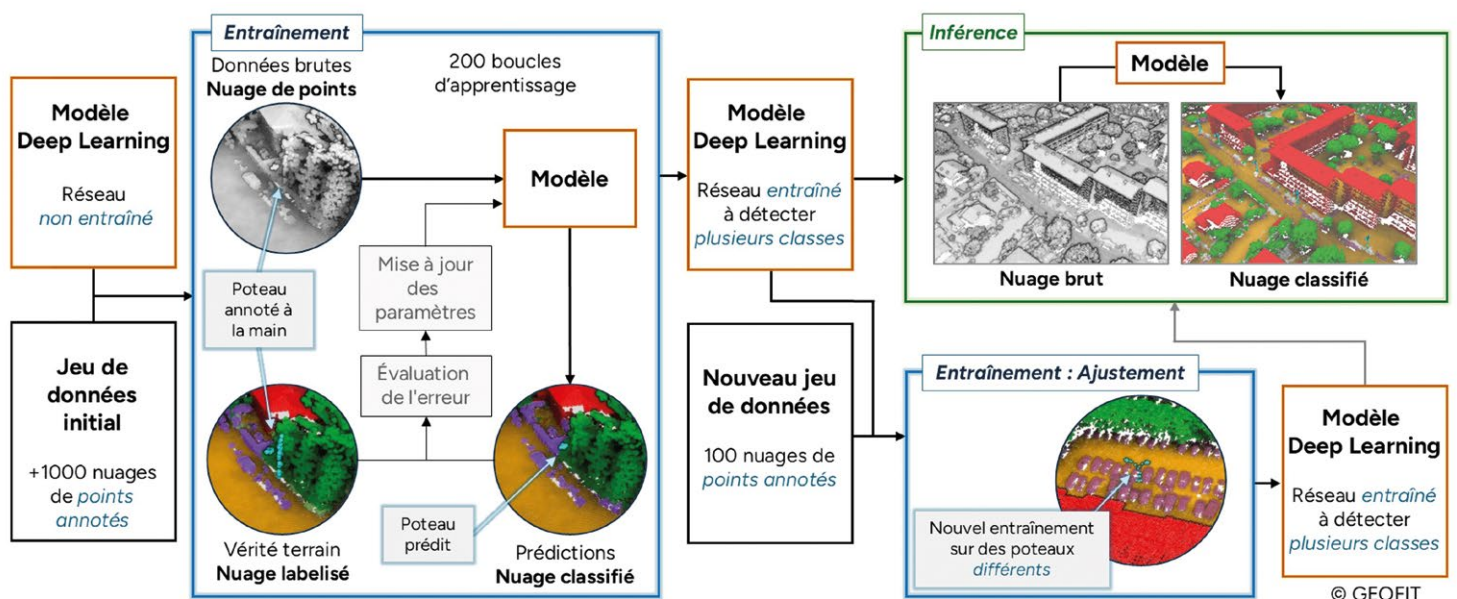 Modèle
Deep Learning
Réseau
non entraîné
Jeu de
données
initial
+1000 nuages
de points
annotés
Entraînement
Données brutes
Nuage de points
200 boucles
d'apprentissage
Modèle
Poteau
annoté à
la main
Mise à jour
des
paramètres
Évaluation
de l'erreur
Poteau
prédit
Vérité terrain
Nuage labelisé
Prédictions
Nuage classifié
Modèle
Deep Learning
Réseau entraîné
à détecter
plusieurs classes
Nouveau jeu
de données
100 nuages de
points annotés
Inférence
Modèle
Nuage brut
Nuage classifié
Entraînement : Ajustement
Nouvel entraînement
sur des poteaux
différents
Modèle
Deep Learning
Réseau entraîné
à détecter
plusieurs classes
© GEOFIT